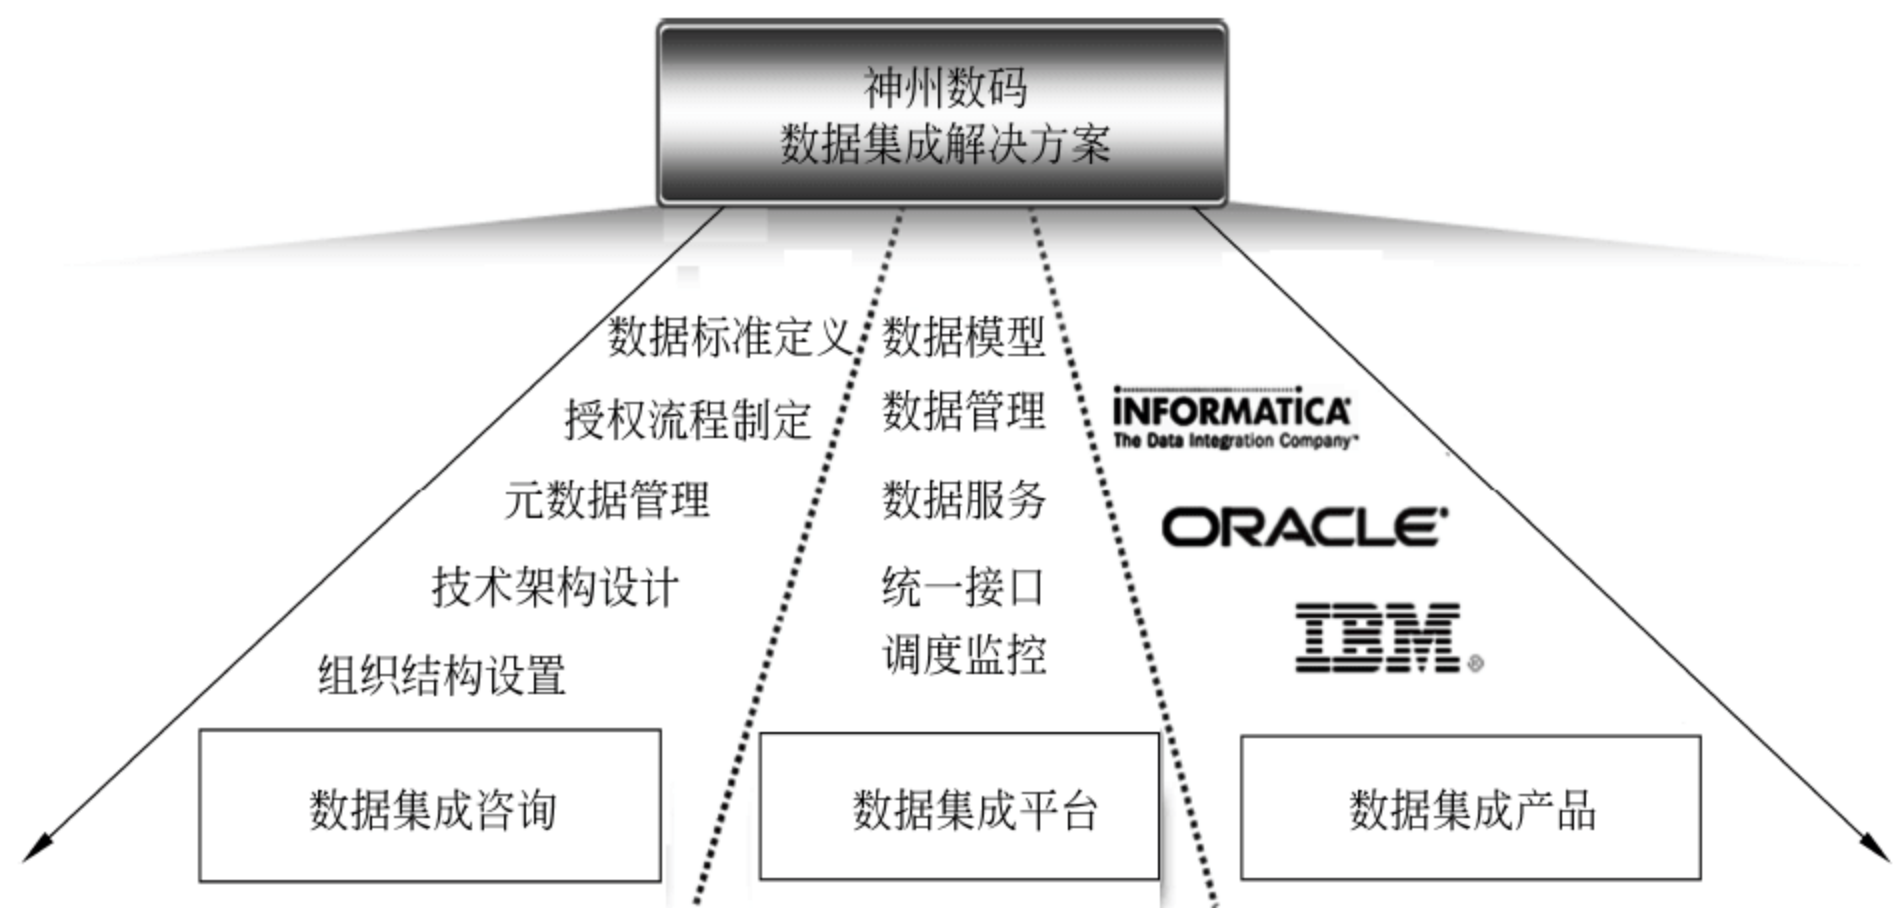 神州数码
数据集成解决方案
数据标准定义
授权流程制定
元数据管理
技术架构设计
组织结构设置
数据集成咨询
数据模型
数据管理
数据服务
统一接口
调度监控
数据集成平台
INFORMATICA®
The Data Integration Company™
ORACLE®
IBM®
数据集成产品